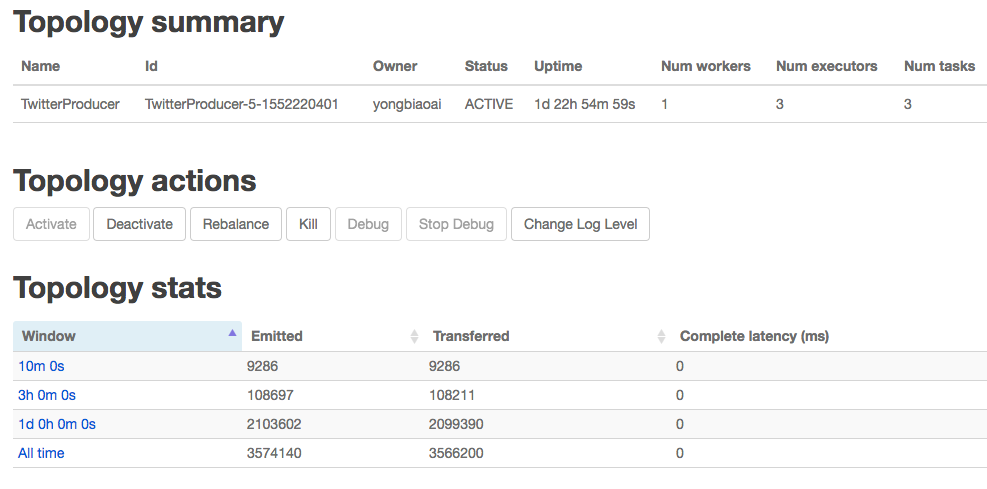 Topology summary
Name Id Owner Status Uptime Num workers Num executors Num tasks
TwitterProducer TwitterProducer-5-1552220401 yongbiaoai ACTIVE 1d 22h 54m 59s 1 3 3
Topology actions
Activate Deactivate Rebalance Kill Debug Stop Debug Change Log Level
Topology stats
Window Emitted Transferred Complete latency (ms)
10m 0s 9286 9286 0
3h 0m 0s 108697 108211 0
1d 0h 0m 0s 2103602 2099390 0
All time 3574140 3566200 0